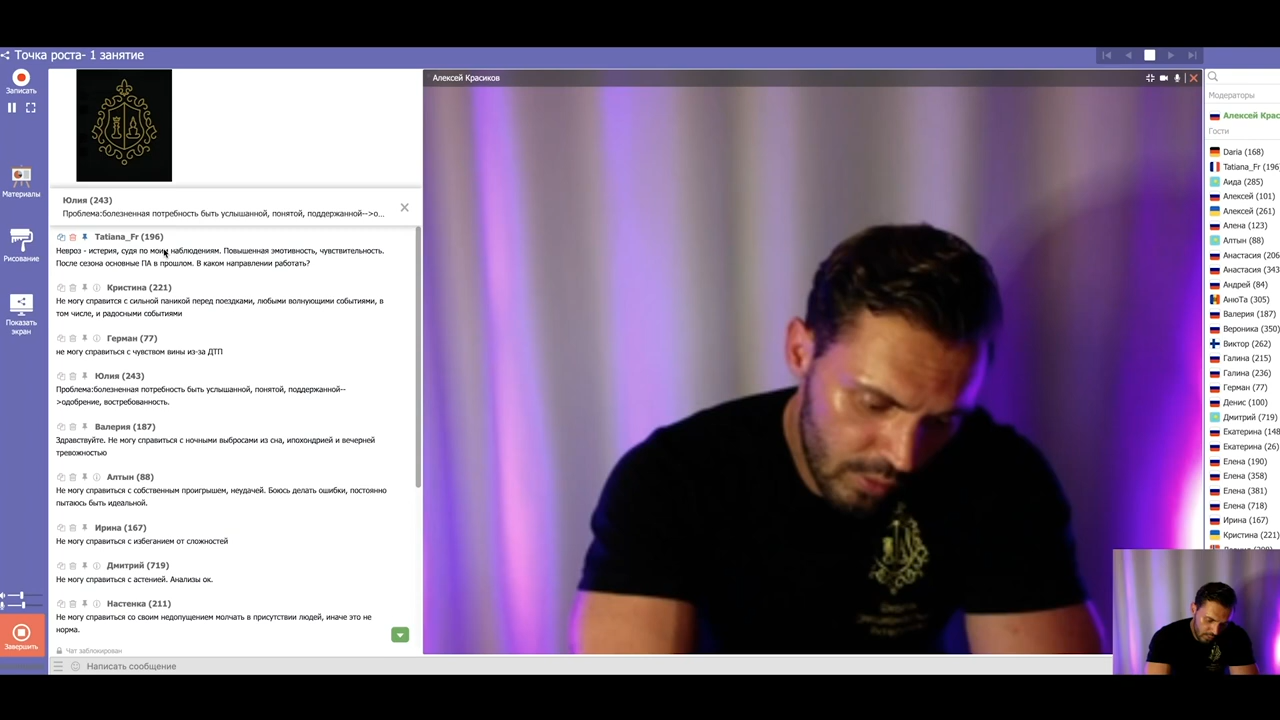 Точка роста- 1 занятие
Записать
Материалы
Рисование
Показать
экран
Завершить
Юлия (243)
Проблема:болезненная потребность быть услышанной, понятой, поддержанной-->о...
Tatiana_Fr (196)
Невроз - истерия, судя по моим наблюдениям. Повышенная эмотивность, чувствительность.
После сезона основные ПА в прошлом. В каком направлении работать?
Кристина (221)
Не могу справится с сильной паникой перед поездками, любыми волнующими событиями, в
том числе, и радосными событиями
Герман (77)
не могу справиться с чувством вины из-за ДТП
Юлия (243)
Проблема:болезненная потребность быть услышанной, понятой, поддержанной--
>одобрение, востребованность.
Валерия (187)
Здравствуйте. Не могу справиться с ночными выбросами из сна, ипохондрией и вечерней
тревожностью
Алтын (88)
Не могу справиться с собственным проигрышем, неудачей. Боюсь делать ошибки, постоянно
пытаюсь быть идеальной.
Ирина (167)
Не могу справиться с избеганием от сложностей
Дмитрий (719)
Не могу справиться с астенией. Анализы ок.
Настенка (211)
Не могу справиться со своим недопущением молчать в присутствии людей, иначе это не
норма.
Чат заблокирован
Написать сообщение
Алексей Красиков
Модераторы
Алексей Крас
Гости
Daria (168)
Tatiana_Fr (196
Аида (285)
Алексей (101)
Алексей (261)
Алена (123)
Алтын (88)
Анастасия (206
Анастасия (343
Андрей (84)
АнюТа (305)
Валерия (187)
Вероника (350)
Виктор (262)
Галина (215)
Галина (236)
Герман (77)
Денис (100)
Дмитрий (719)
Екатерина (148
Екатерина (26)
Елена (190)
Елена (358)
Елена (381)
Елена (718)
Ирина (167)
Кристина (221)